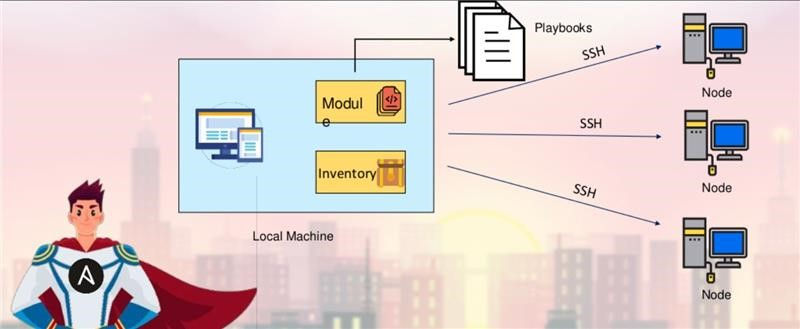 Playbooks
SSH
Modul
e
Node
SSH
Inventory
Node
SSH
Local Machine
Node